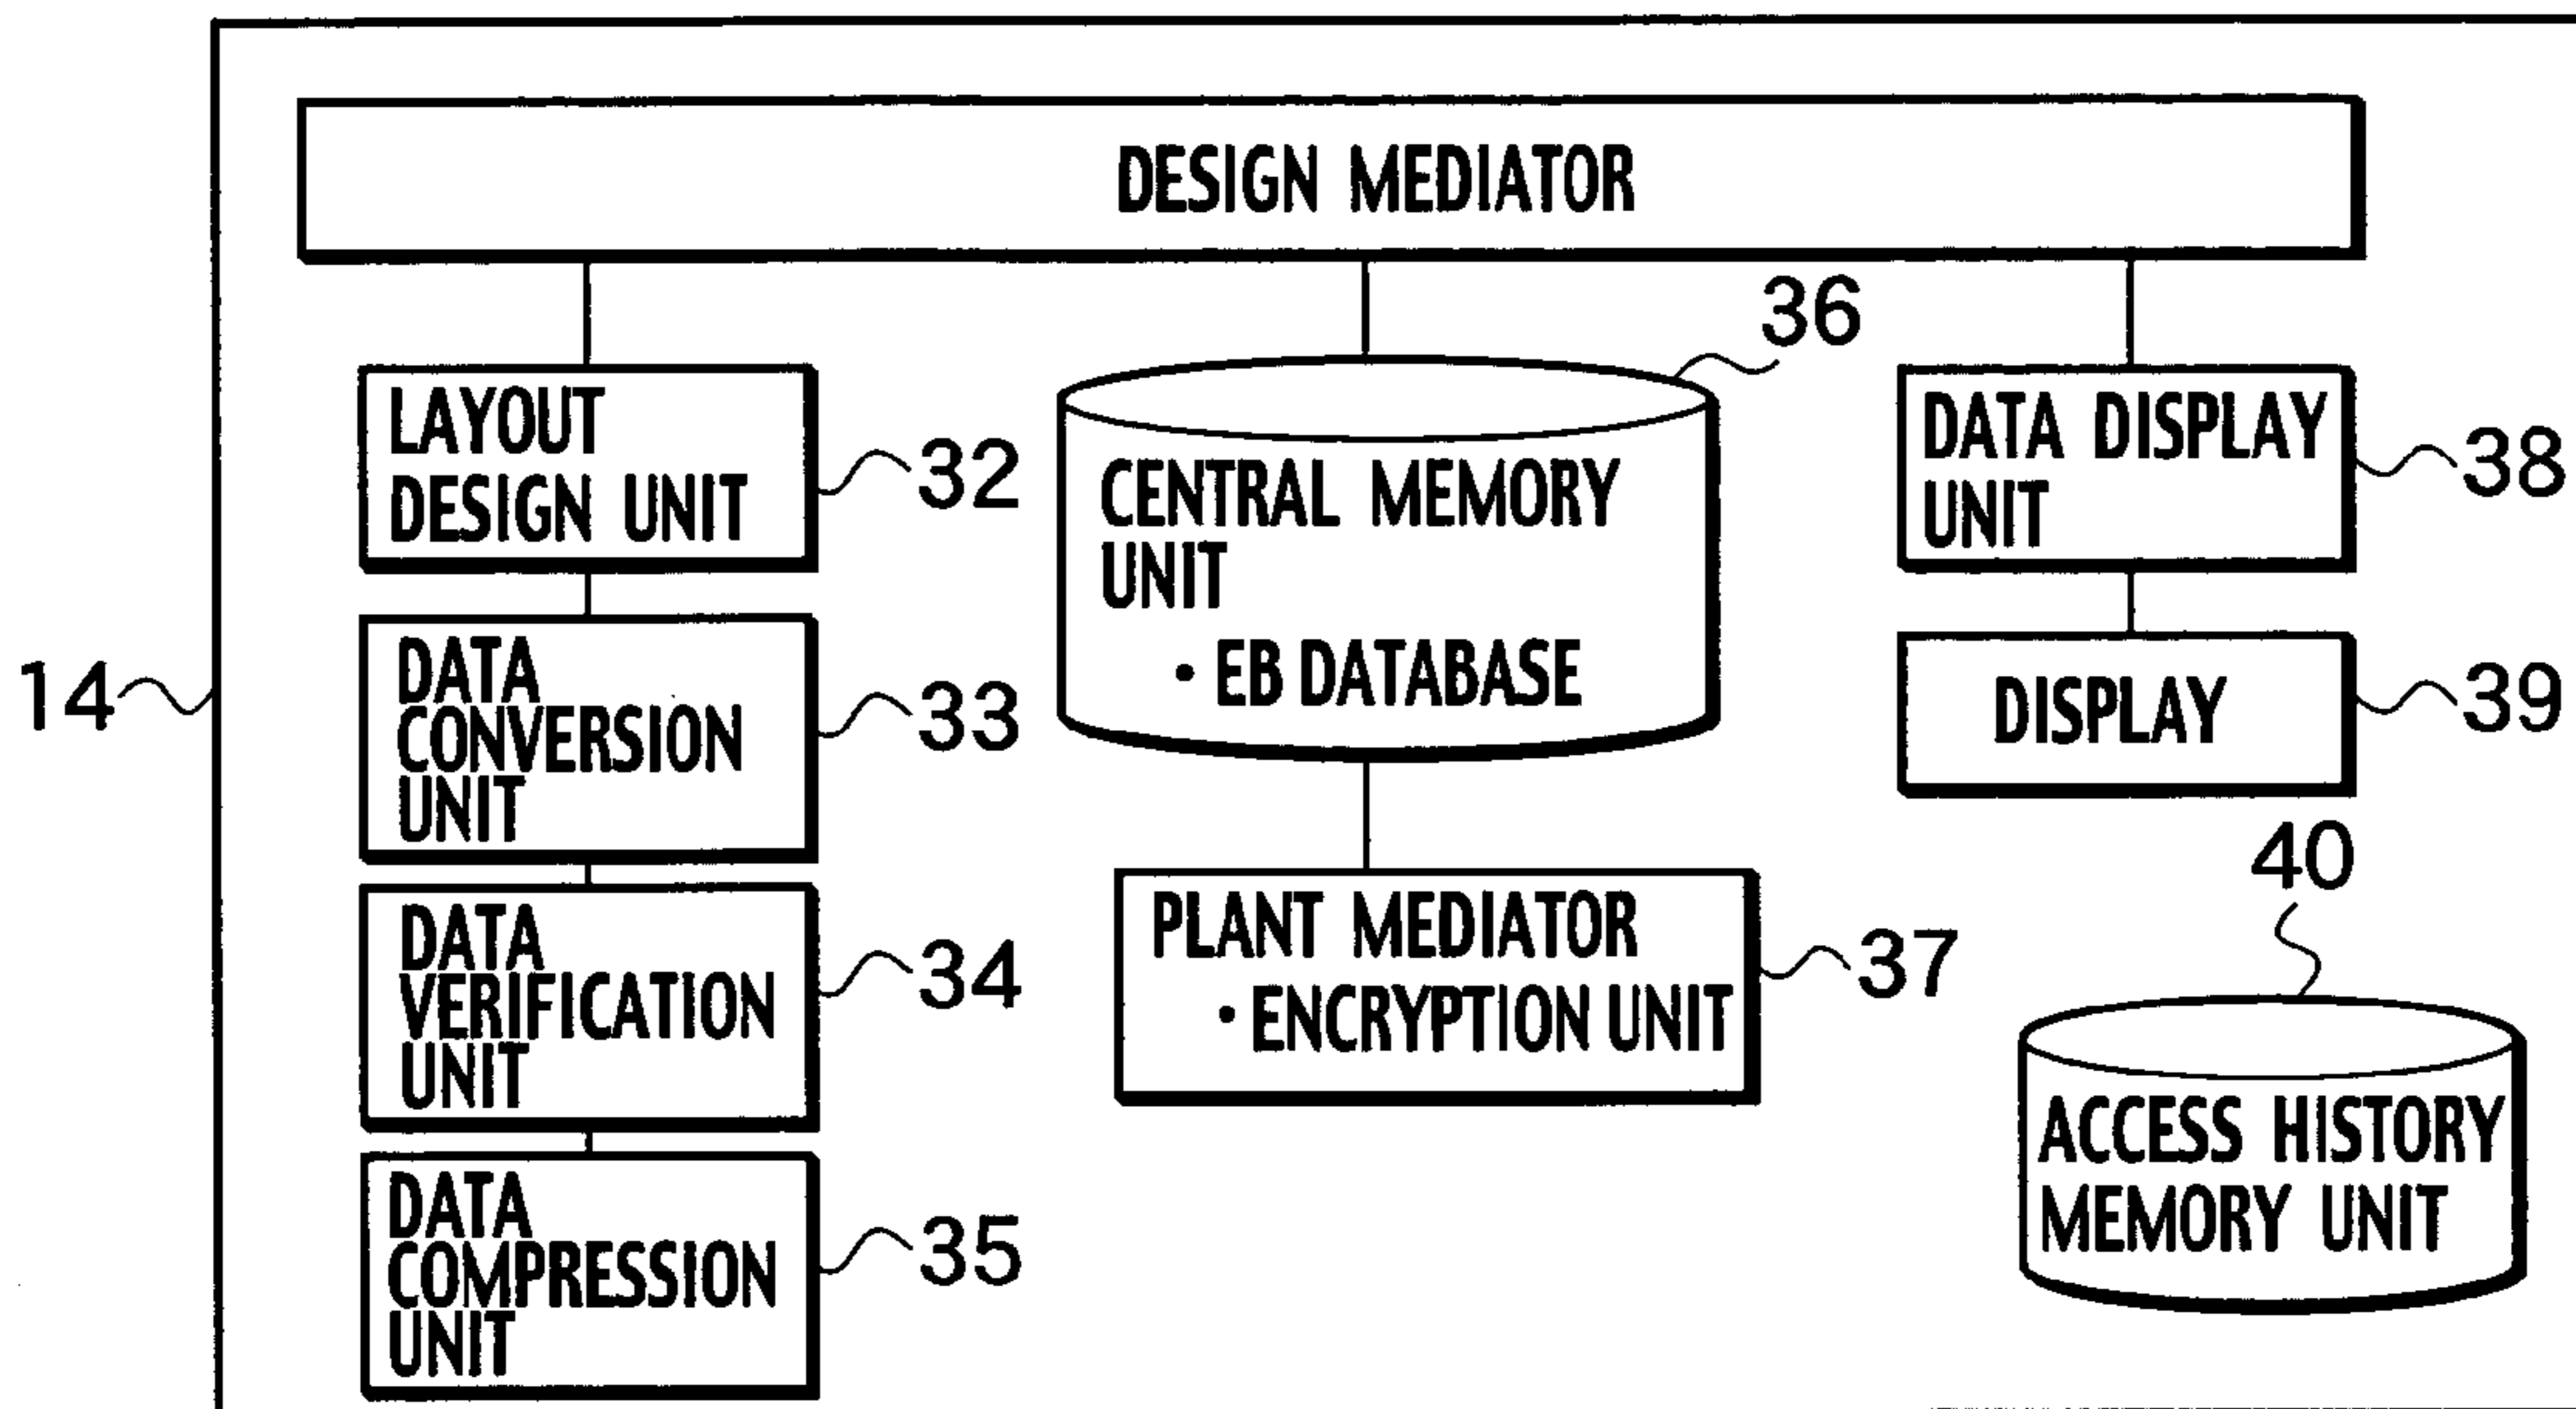 DESIGN MEDIATOR
36
LAYOUT
DESIGN UNIT
32
CENTRAL MEMORY
UNIT
• EB DATABASE
DATA DISPLAY
UNIT
38
14
DATA
CONVERSION
UNIT
33
DISPLAY
39
DATA
VERIFICATION
UNIT
34
PLANT MEDIATOR
• ENCRYPTION UNIT
37
40
ACCESS HISTORY
MEMORY UNIT
DATA
COMPRESSION
UNIT
35